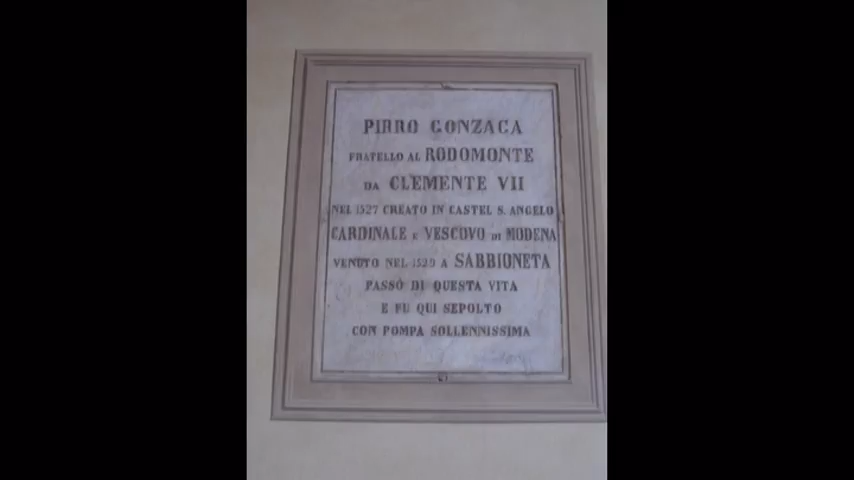 PIRRO GONZAGA
FRATELLO AL RODOMONTE
DA CLEMENTE VII
NEL 1527 CREATO IN CASTEL S. ANGELO
CARDINALE E VESCOVO DI MODENA
VENUTO NEL 1529 A SABBIONETA
PASSÒ DI QUESTA VITA
E FU QUI SEPOLTO
CON POMPA SOLLENNISSIMA